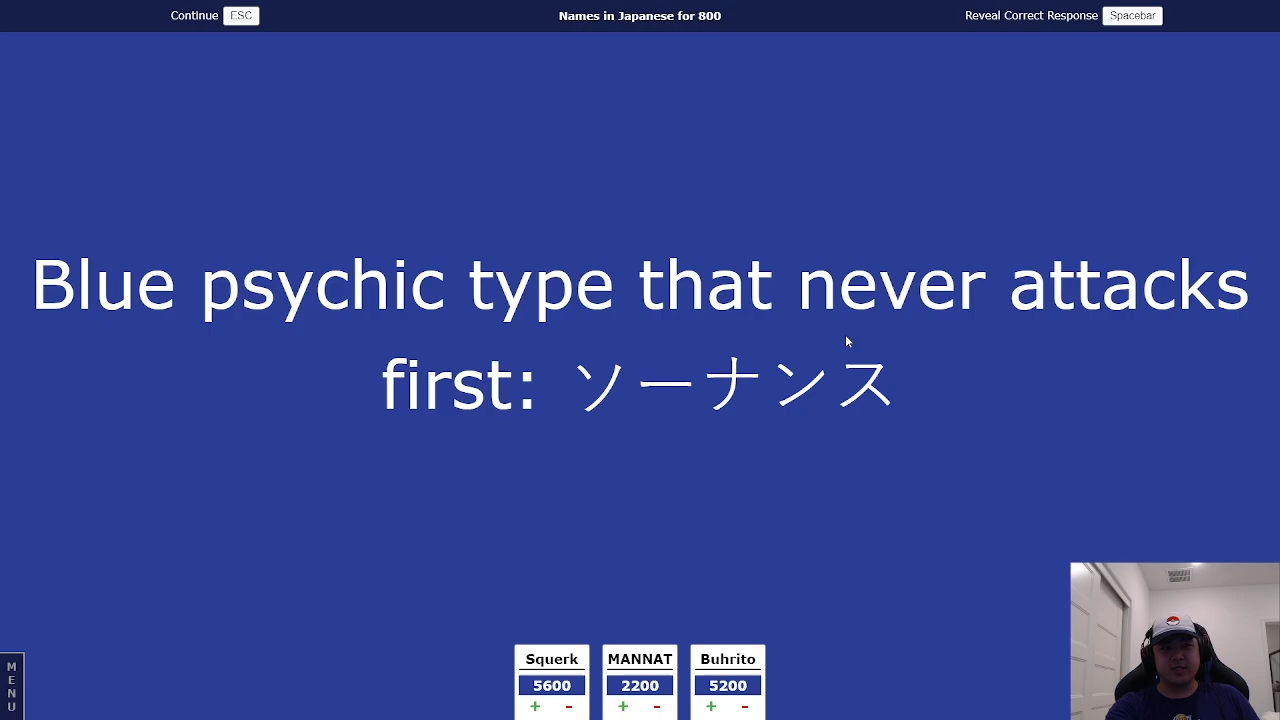 Continue ESC
Names in Japanese for 800
Reveal Correct Response Spacebar
Blue psychic type that never attacks
first: ソーナンス
MENU
Squerk
5600
+ -
MANNAT
2200
+ -
Buhrito
5200
+ -